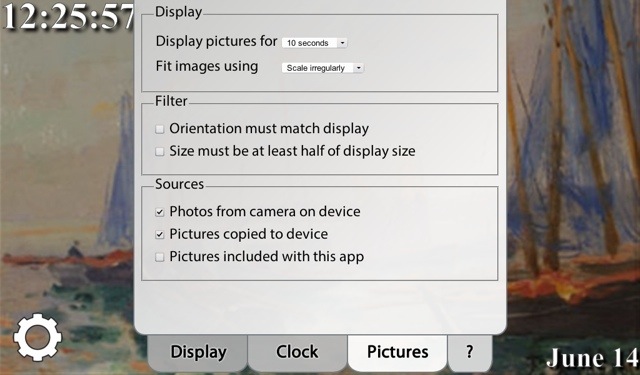 12:25:57
Display
Display pictures for 10 seconds
Fit images using Scale irregularly
Filter
Orientation must match display
Size must be at least half of display size
Sources
Photos from camera on device
Pictures copied to device
Pictures included with this app
Display Clock Pictures ?
June 14